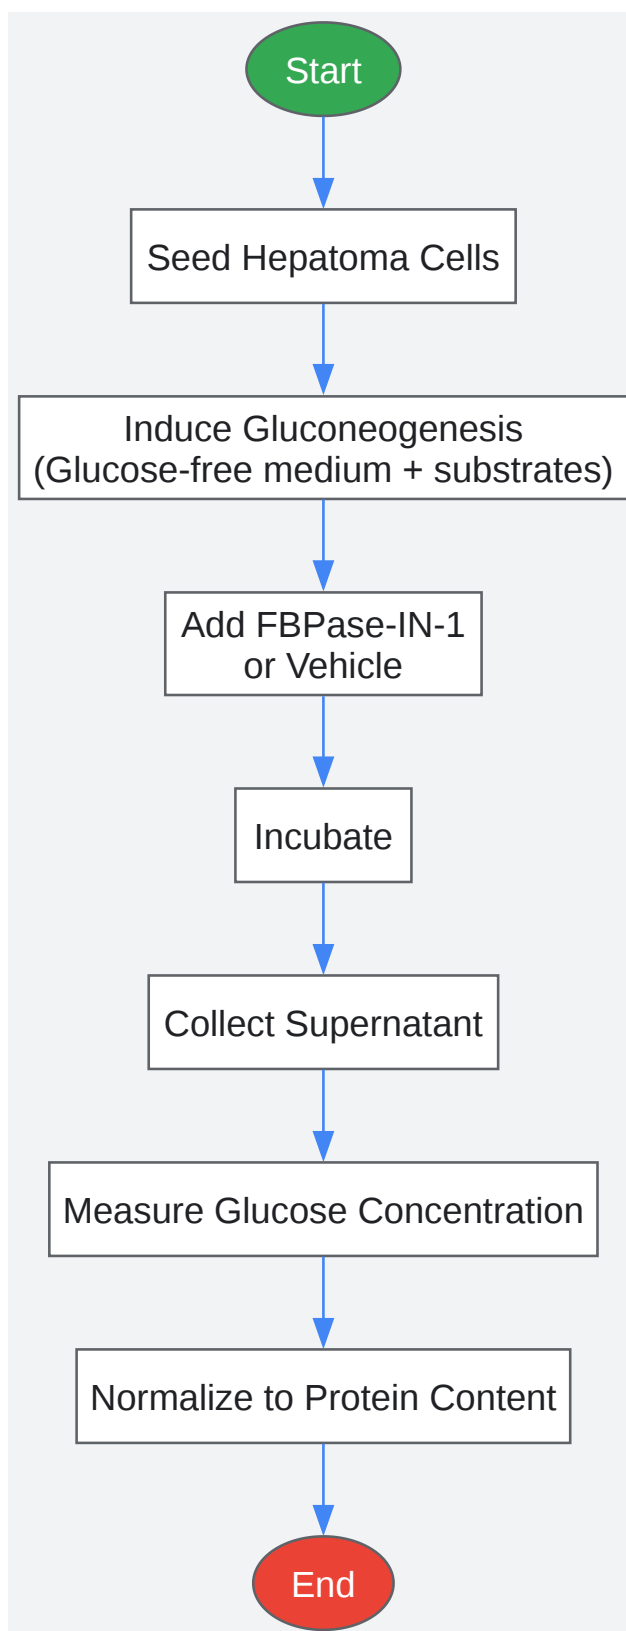 Start
Seed Hepatoma Cells
Induce Gluconeogenesis
(Glucose-free medium + substrates)
Add FBPase-IN-1
or Vehicle
Incubate
Collect Supernatant
Measure Glucose Concentration
Normalize to Protein Content
End